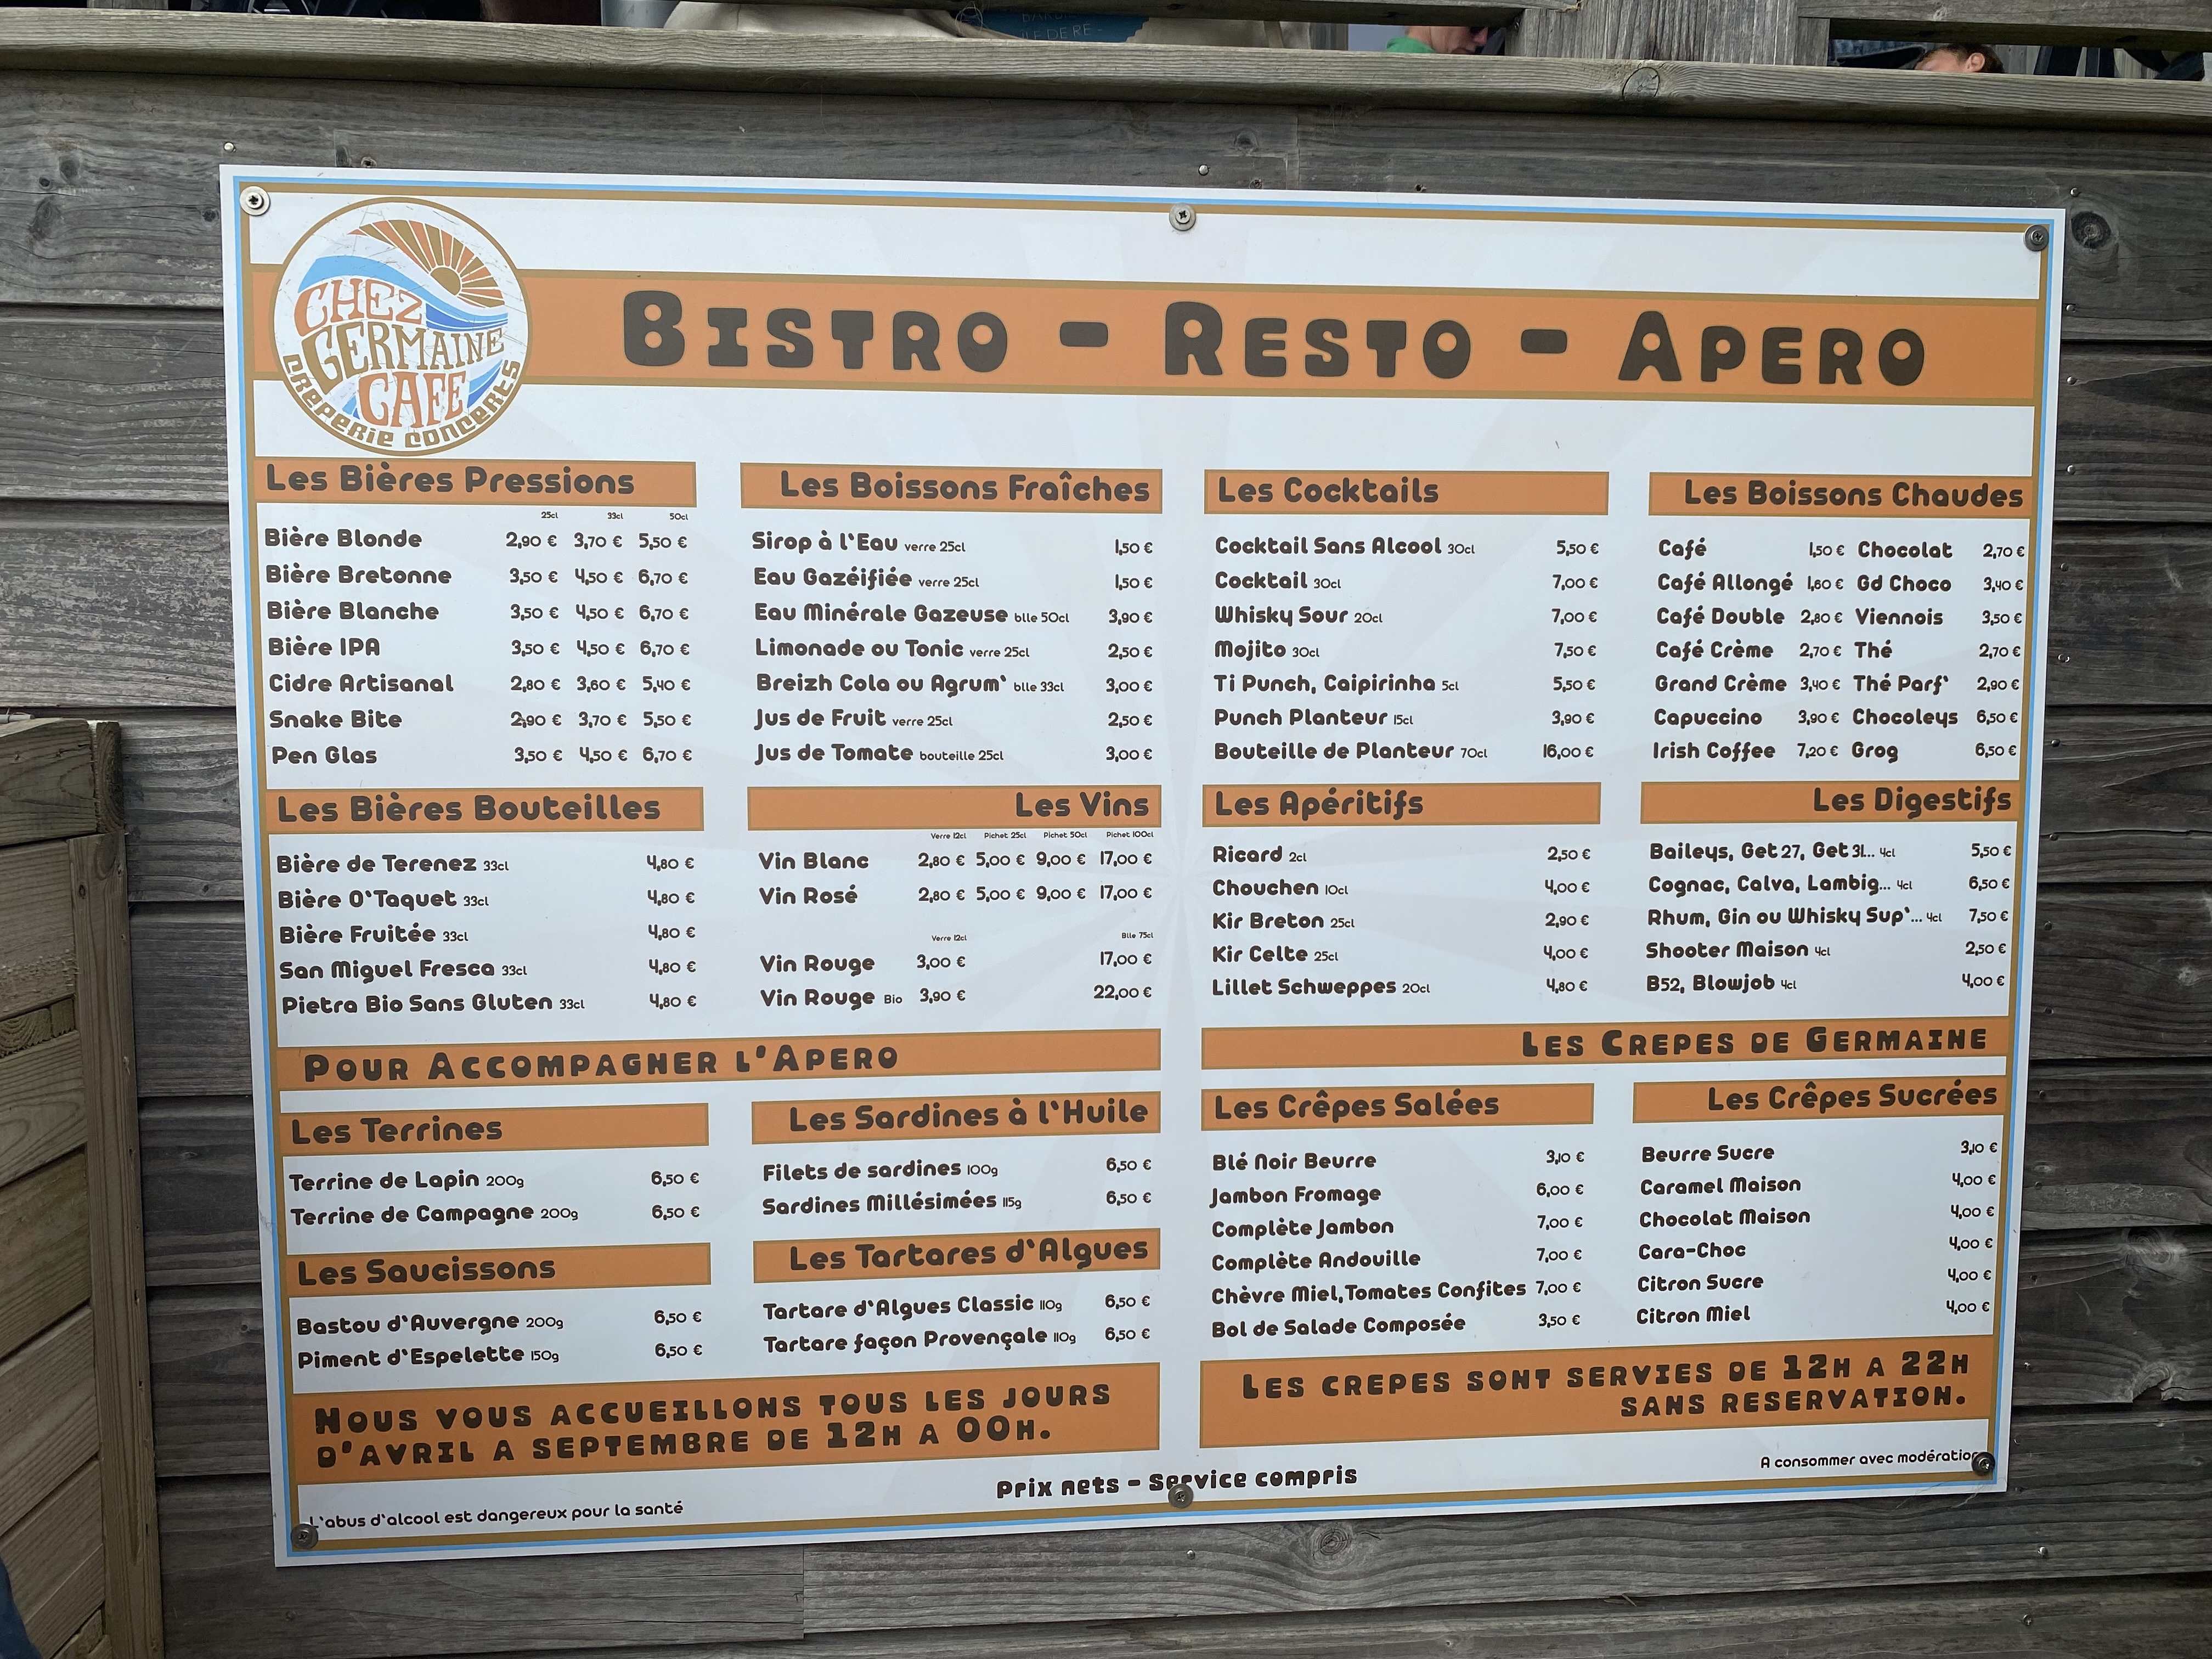 BARB
ILE DE RE -
CHEZ
GERMAINE
CAFE
CREPERIE CONCERTS
BISTRO - RESTO - APERO
Les Bières Pressions
25cl 33cl 50cl
Bière Blonde 2,90 € 3,70 € 5,50 €
Bière Bretonne 3,50 € 4,50 € 6,70 €
Bière Blanche 3,50 € 4,50 € 6,70 €
Bière IPA 3,50 € 4,50 € 6,70 €
Cidre Artisanal 2,80 € 3,60 € 5,40 €
Snake Bite 2,90 € 3,70 € 5,50 €
Pen Glas 3,50 € 4,50 € 6,70 €
Les Boissons Fraîches
Sirop à l'Eau verre 25cl 1,50 €
Eau Gazéifiée verre 25cl 1,50 €
Eau Minérale Gazeuse blle 50cl 3,90 €
Limonade ou Tonic verre 25cl 2,50 €
Breizh Cola ou Agrum' blle 33cl 3,00 €
Jus de Fruit verre 25cl 2,50 €
Jus de Tomate bouteille 25cl 3,00 €
Les Cocktails
Cocktail Sans Alcool 30cl 5,50 €
Cocktail 30cl 7,00 €
Whisky Sour 20cl 7,00 €
Mojito 30cl 7,50 €
Ti Punch, Caipirinha 5cl 5,50 €
Punch Planteur 15cl 3,90 €
Bouteille de Planteur 70cl 16,00 €
Les Boissons Chaudes
Café 1,50 € Chocolat 2,70 €
Café Allongé 1,60 € Gd Choco 3,40 €
Café Double 2,80 € Viennois 3,50 €
Café Crème 2,70 € Thé 2,70 €
Grand Crème 3,40 € Thé Parf' 2,90 €
Capuccino 3,90 € Chocoleys 6,50 €
Irish Coffee 7,20 € Grog 6,50 €
Les Bières Bouteilles
Bière de Terenez 33cl 4,80 €
Bière O'Taquet 33cl 4,80 €
Bière Fruitée 33cl 4,80 €
San Miguel Fresca 33cl 4,80 €
Pietra Bio Sans Gluten 33cl 4,80 €
Les Vins
Verre 12cl Pichet 25cl Pichet 50cl Pichet 100cl
Vin Blanc 2,80 € 5,00 € 9,00 € 17,00 €
Vin Rosé 2,80 € 5,00 € 9,00 € 17,00 €
Verre 12cl Blle 75cl
Vin Rouge 3,00 € 17,00 €
Vin Rouge Bio 3,90 € 22,00 €
Les Apéritifs
Ricard 2cl 2,50 €
Chouchen 10cl 4,00 €
Kir Breton 25cl 2,90 €
Kir Celte 25cl 4,00 €
Lillet Schweppes 20cl 4,80 €
Les Digestifs
Baileys, Get 27, Get 31... 4cl 5,50 €
Cognac, Calva, Lambig... 4cl 6,50 €
Rhum, Gin ou Whisky Sup'... 4cl 7,50 €
Shooter Maison 4cl 2,50 €
B52, Blowjob 4cl 4,00 €
POUR ACCOMPAGNER L'APERO
Les Terrines
Terrine de Lapin 200g 6,50 €
Terrine de Campagne 200g 6,50 €
Les Saucissons
Bastou d'Auvergne 200g 6,50 €
Piment d'Espelette 150g 6,50 €
Les Sardines à l'Huile
Filets de sardines 100g 6,50 €
Sardines Millésimées 115g 6,50 €
Les Tartares d'Algues
Tartare d'Algues Classic 110g 6,50 €
Tartare façon Provençale 110g 6,50 €
LES CREPES DE GERMAINE
Les Crêpes Salées
Blé Noir Beurre 3,10 €
Jambon Fromage 6,00 €
Complète Jambon 7,00 €
Complète Andouille 7,00 €
Chèvre Miel,Tomates Confites 7,00 €
Bol de Salade Composée 3,50 €
Les Crêpes Sucrées
Beurre Sucre 3,10 €
Caramel Maison 4,00 €
Chocolat Maison 4,00 €
Cara-Choc 4,00 €
Citron Sucre 4,00 €
Citron Miel 4,00 €
NOUS VOUS ACCUEILLONS TOUS LES JOURS
D'AVRIL A SEPTEMBRE DE 12H A 00H.
LES CREPES SONT SERVIES DE 12H A 22H
SANS RESERVATION.
L'abus d'alcool est dangereux pour la santé
Prix nets - Service compris
A consommer avec modération